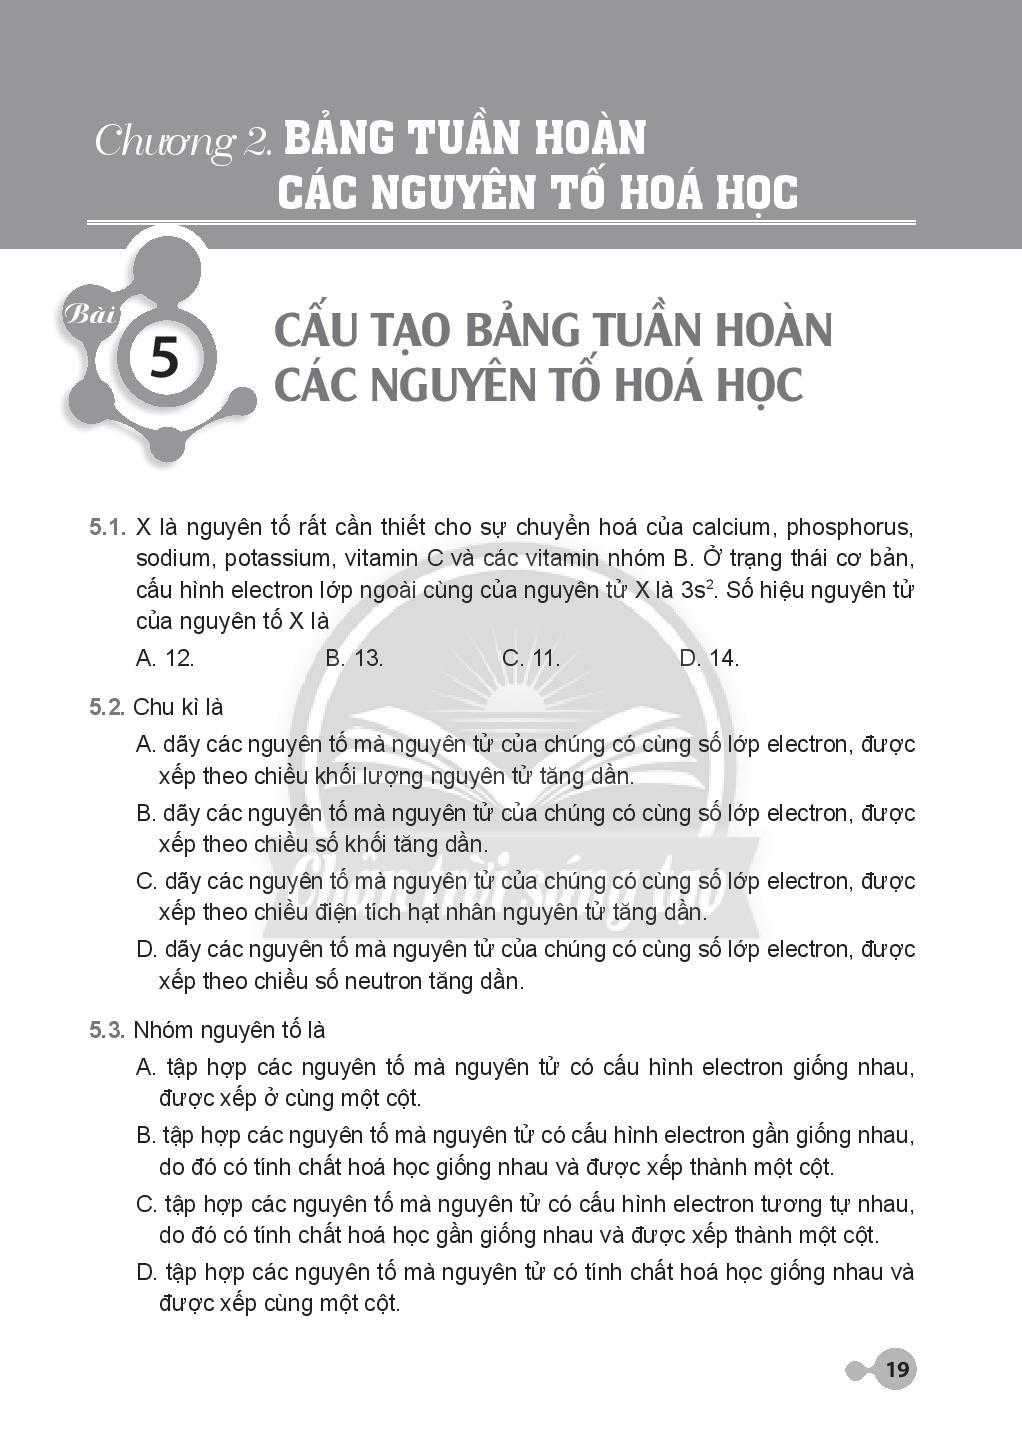 Chương 2. BẢNG TUẦN HOÀN
CÁC NGUYÊN TỐ HOÁ HỌC
Bài
5
CẤU TẠO BẢNG TUẦN HOÀN
CÁC NGUYÊN TỐ HOÁ HỌC
5.1. X là nguyên tố rất cần thiết cho sự chuyển hoá của calcium, phosphorus,
sodium, potassium, vitamin C và các vitamin nhóm B. Ở trạng thái cơ bản,
cấu hình electron lớp ngoài cùng của nguyên tử X là 3s². Số hiệu nguyên tử
của nguyên tố X là
A. 12. B. 13. C. 11. D. 14.
5.2. Chu kì là
A. dãy các nguyên tố mà nguyên tử của chúng có cùng số lớp electron, được
xếp theo chiều khối lượng nguyên tử tăng dần.
B. dãy các nguyên tố mà nguyên tử của chúng có cùng số lớp electron, được
xếp theo chiều số khối tăng dần.
C. dãy các nguyên tố mà nguyên tử của chúng có cùng số lớp electron, được
xếp theo chiều điện tích hạt nhân nguyên tử tăng dần.
D. dãy các nguyên tố mà nguyên tử của chúng có cùng số lớp electron, được
xếp theo chiều số neutron tăng dần.
Chân trời sáng tạo
5.3. Nhóm nguyên tố là
A. tập hợp các nguyên tố mà nguyên tử có cấu hình electron giống nhau,
được xếp ở cùng một cột.
B. tập hợp các nguyên tố mà nguyên tử có cấu hình electron gần giống nhau,
do đó có tính chất hoá học giống nhau và được xếp thành một cột.
C. tập hợp các nguyên tố mà nguyên tử có cấu hình electron tương tự nhau,
do đó có tính chất hoá học gần giống nhau và được xếp thành một cột.
D. tập hợp các nguyên tố mà nguyên tử có tính chất hoá học giống nhau và
được xếp cùng một cột.
19